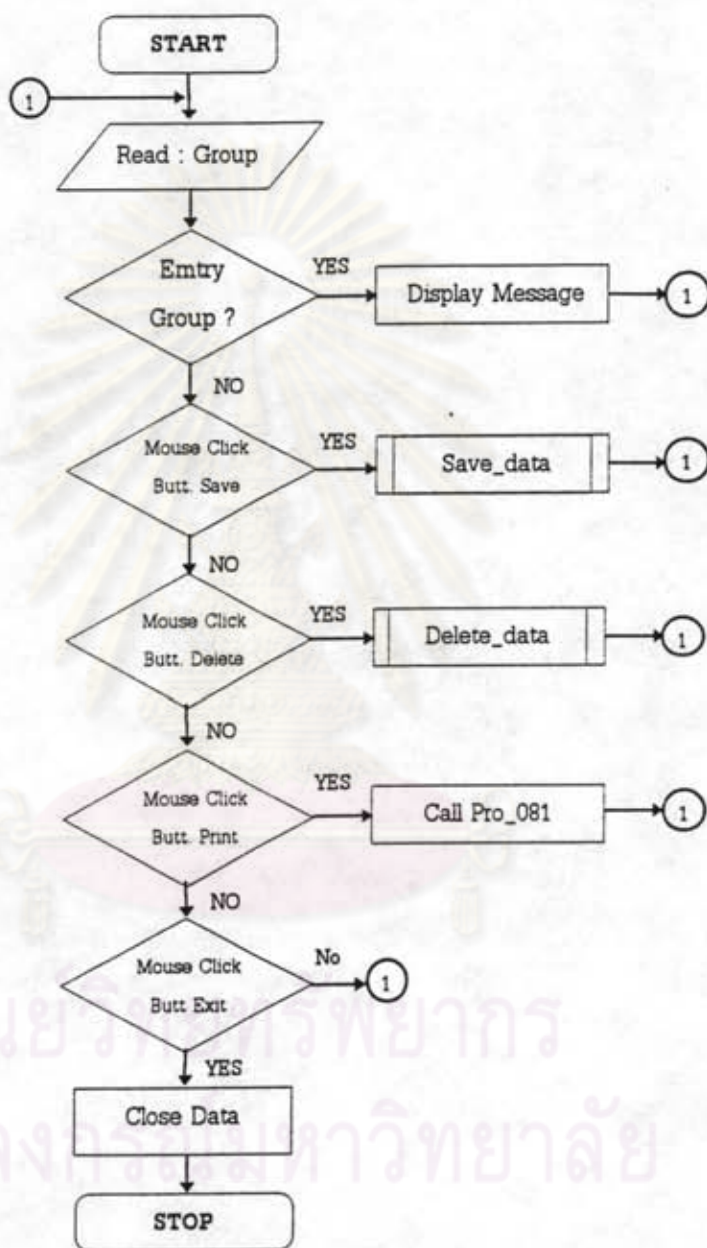 START
1
Read : Group
Emtry
Group ?
YES
Display Message
1
NO
Mouse Click
Butt. Save
YES
Save_data
1
NO
Mouse Click
Butt. Delete
YES
Delete_data
1
NO
Mouse Click
Butt. Print
YES
Call Pro_081
1
NO
Mouse Click
Butt Exit
No
1
YES
Close Data
STOP